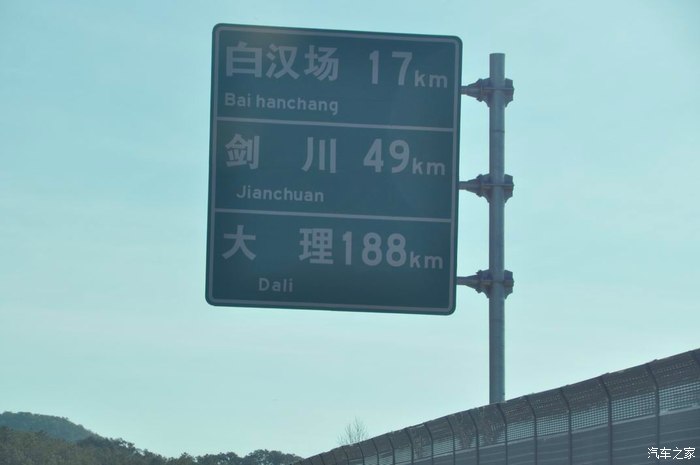 白汉场 17km
Bai hanchang
剑川 49km
Jianchuan
大理 188km
Dali
汽车之家